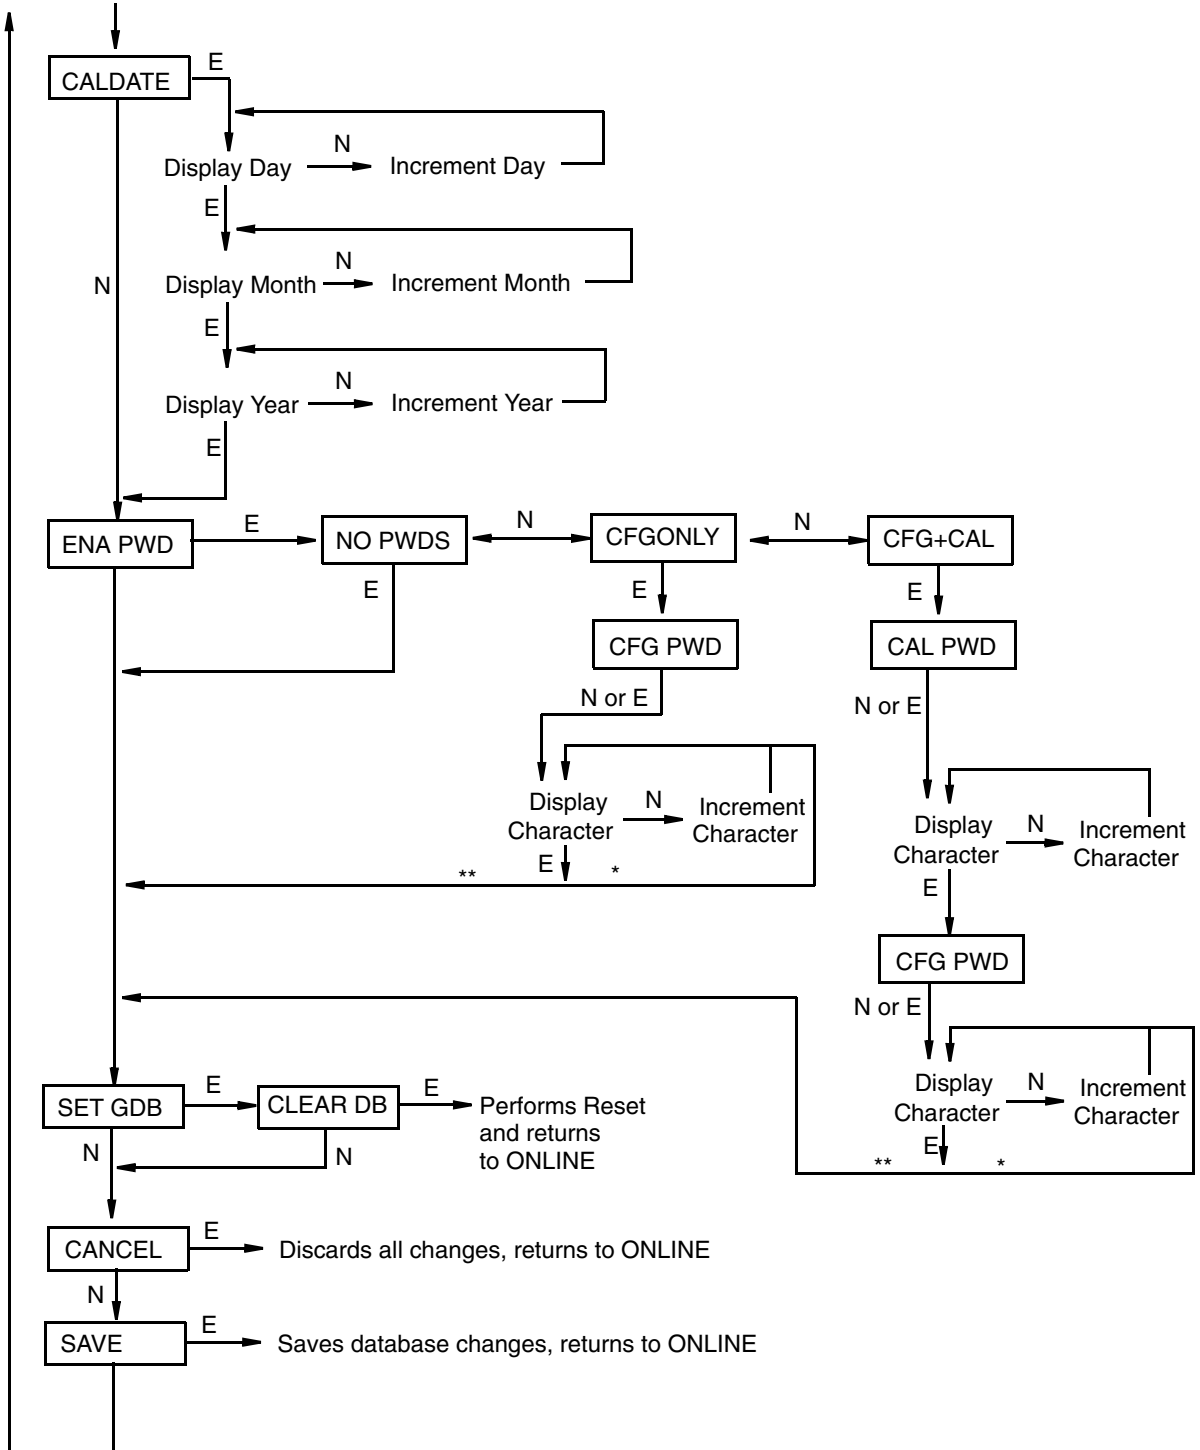 CALDATE
E
Display Day
N
Increment Day
E
Display Month
N
Increment Month
N
E
Display Year
N
Increment Year
E
ENA PWD
E
NO PWDS
N
CFGONLY
N
CFG+CAL
E
E
E
CFG PWD
CAL PWD
N or E
N or E
Display
Character
N
Increment
Character
E
**
*
Display
Character
N
Increment
Character
E
CFG PWD
N or E
Display
Character
N
Increment
Character
E
**
*
SET GDB
E
CLEAR DB
E
Performs Reset
and returns
to ONLINE
N
N
CANCEL
E
Discards all changes, returns to ONLINE
N
SAVE
E
Saves database changes, returns to ONLINE